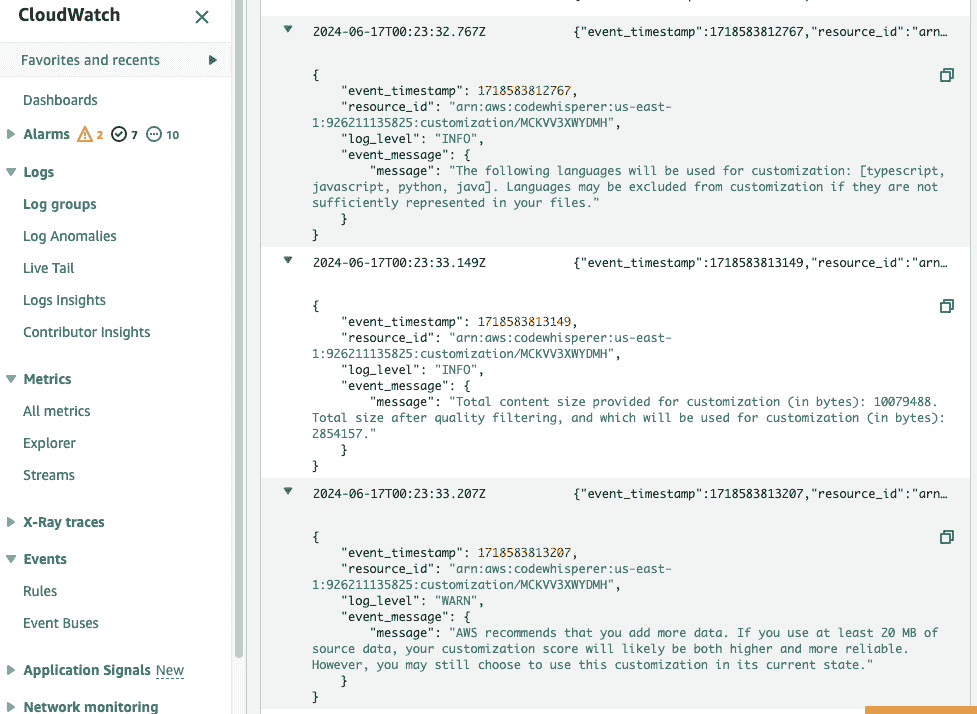 CloudWatch
Favorites and recents
Dashboards
Alarms 2 7 10
Logs
Log groups
Log Anomalies
Live Tail
Logs Insights
Contributor Insights
Metrics
All metrics
Explorer
Streams
X-Ray traces
Events
Rules
Event Buses
Application Signals New
Network monitoring
2024-06-17T00:23:32.767Z {"event_timestamp":1718583812767,"resource_id":"arn…
{
"event_timestamp": 1718583812767,
"resource_id": "arn:aws:codewhisperer:us-east-
1:926211135825:customization/MCKVV3XWYDMH",
"log_level": "INFO",
"event_message": {
"message": "The following languages will be used for customization: [typescript,
javascript, python, java]. Languages may be excluded from customization if they are not
sufficiently represented in your files."
}
}
2024-06-17T00:23:33.149Z {"event_timestamp":1718583813149,"resource_id":"arn…
{
"event_timestamp": 1718583813149,
"resource_id": "arn:aws:codewhisperer:us-east-
1:926211135825:customization/MCKVV3XWYDMH",
"log_level": "INFO",
"event_message": {
"message": "Total content size provided for customization (in bytes): 10079488.
Total size after quality filtering, and which will be used for customization (in bytes):
2854157."
}
}
2024-06-17T00:23:33.207Z {"event_timestamp":1718583813207,"resource_id":"arn…
{
"event_timestamp": 1718583813207,
"resource_id": "arn:aws:codewhisperer:us-east-
1:926211135825:customization/MCKVV3XWYDMH",
"log_level": "WARN",
"event_message": {
"message": "AWS recommends that you add more data. If you use at least 20 MB of
source data, your customization score will likely be both higher and more reliable.
However, you may still choose to use this customization in its current state."
}
}